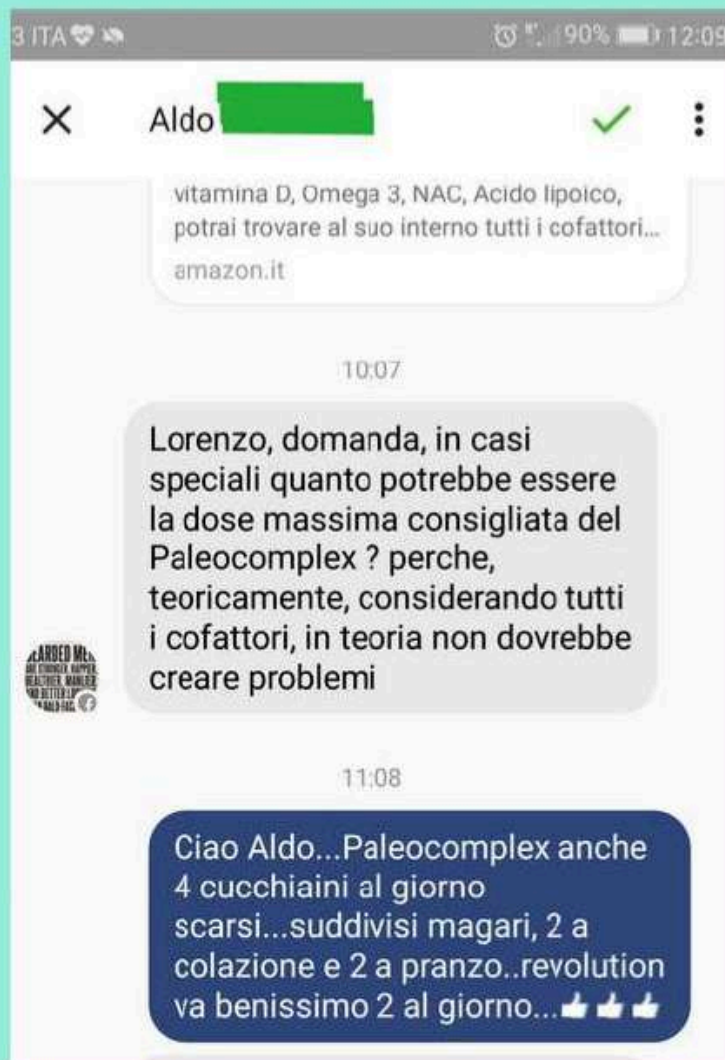 3 ITA
90% 12:09
Aldo
vitamina D, Omega 3, NAC, Acido lipoico,
potrai trovare al suo interno tutti i cofattori...
amazon.it
10:07
Lorenzo, domanda, in casi
speciali quanto potrebbe essere
la dose massima consigliata del
Paleocomplex ? perche,
teoricamente, considerando tutti
i cofattori, in teoria non dovrebbe
creare problemi
11:08
Ciao Aldo...Paleocomplex anche
4 cucchiaini al giorno
scarsi...suddivisi magari, 2 a
colazione e 2 a pranzo..revolution
va benissimo 2 al giorno...👍👍👍